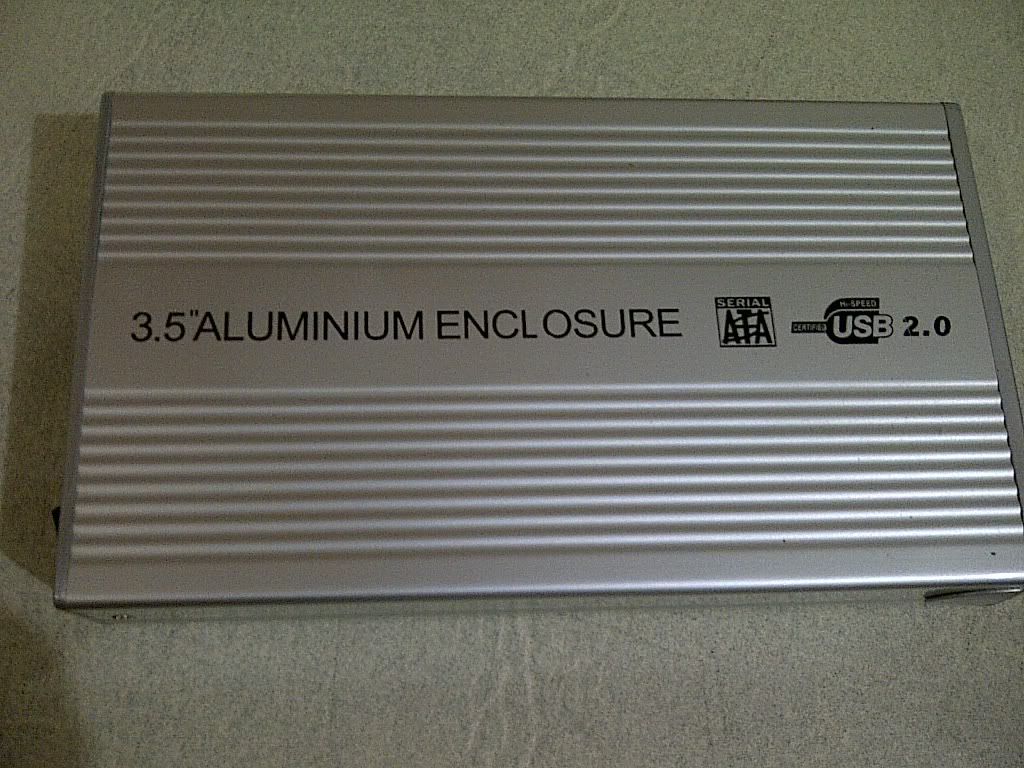 3.5"ALUMINIUM ENCLOSURE
SERIAL
ATA
Hi-SPEED
CERTIFIED USB 2.0